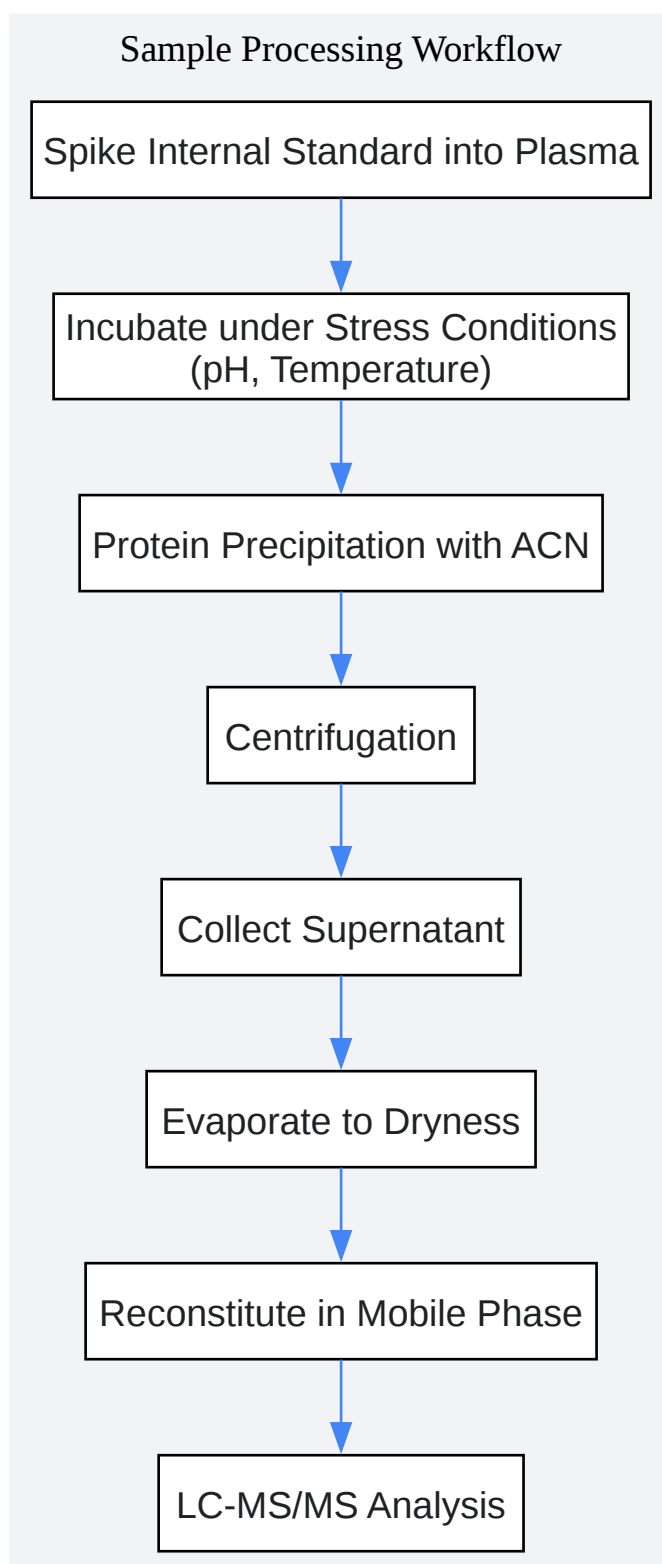 Sample Processing Workflow
Spike Internal Standard into Plasma
Incubate under Stress Conditions
(pH, Temperature)
Protein Precipitation with ACN
Centrifugation
Collect Supernatant
Evaporate to Dryness
Reconstitute in Mobile Phase
LC-MS/MS Analysis